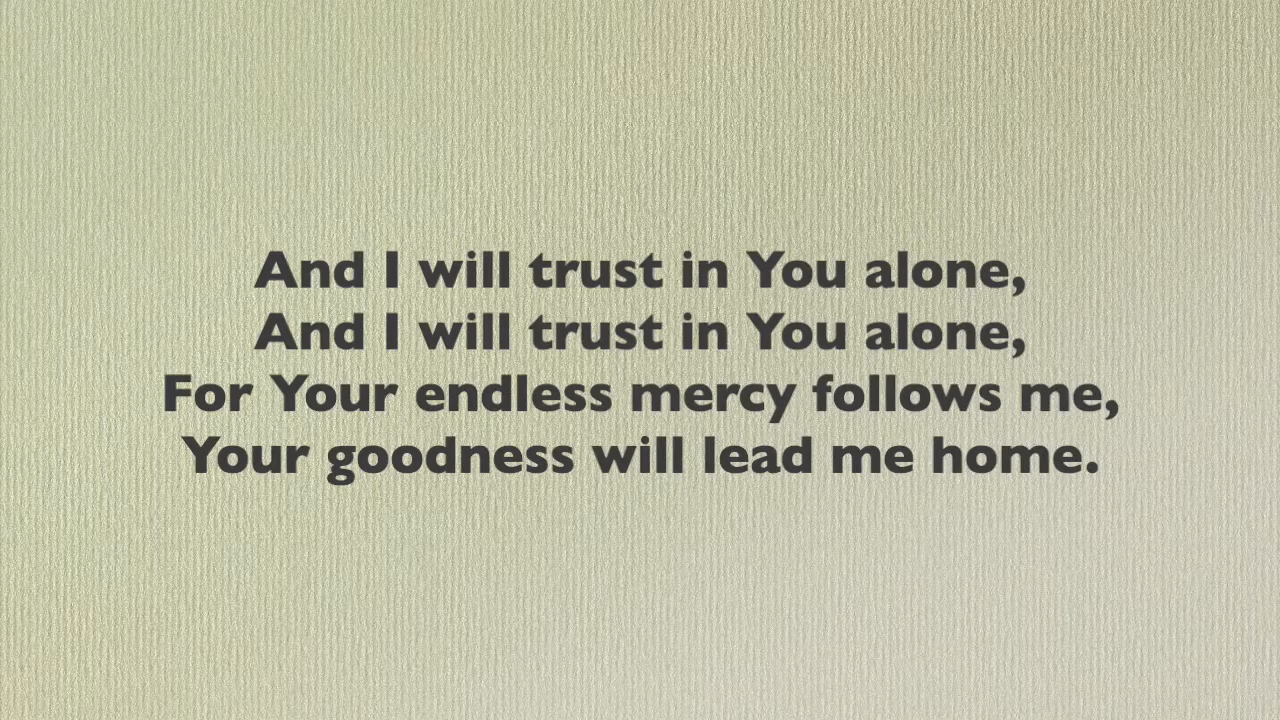 And I will trust in You alone,
And I will trust in You alone,
For Your endless mercy follows me,
Your goodness will lead me home.